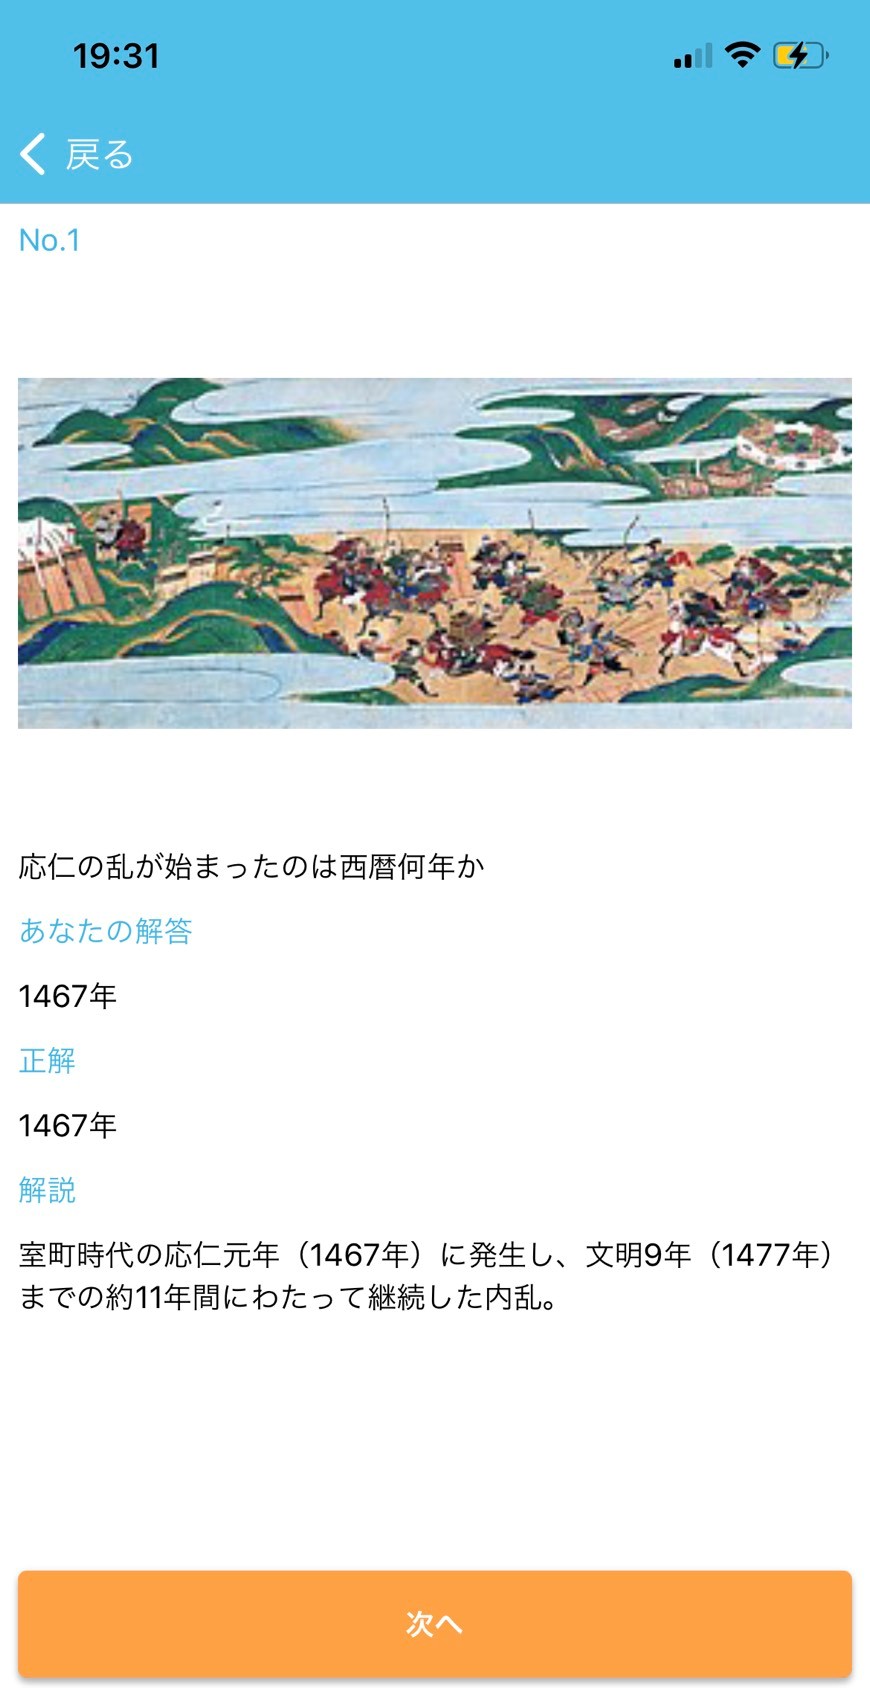 19:31
戻る
No.1
応仁の乱が始まったのは西暦何年か
あなたの解答
1467年
正解
1467年
解説
室町時代の応仁元年（1467年）に発生し、文明9年（1477年）
までの約11年間にわたって継続した内乱。
次へ